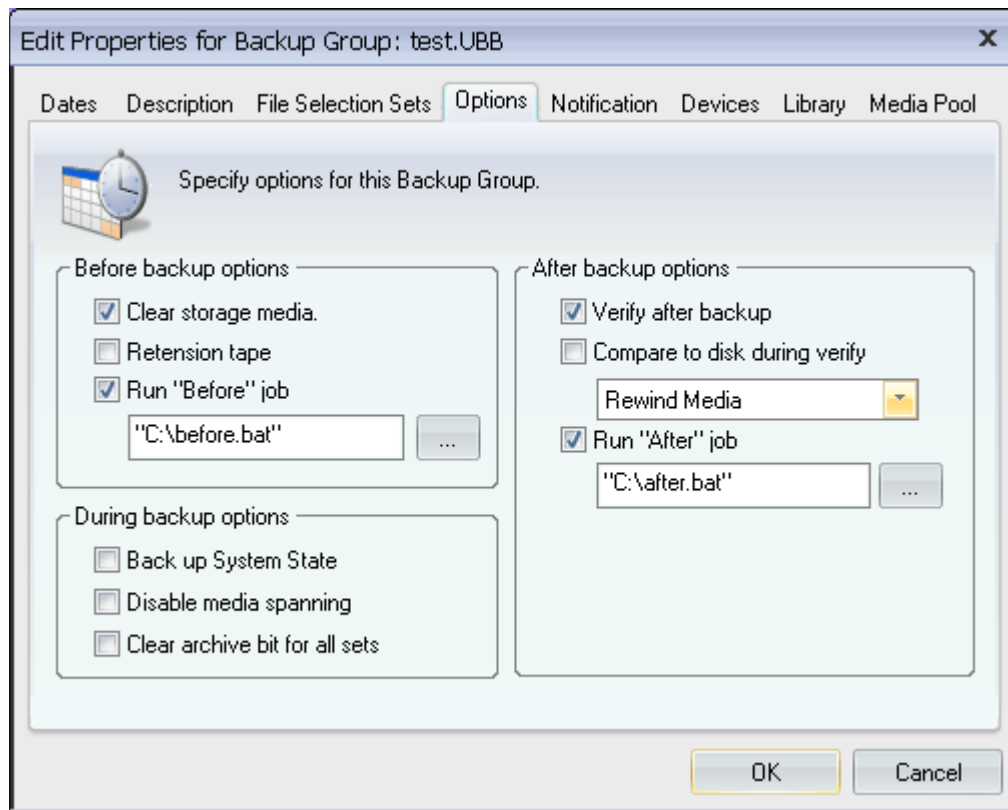 Edit Properties for Backup Group: test.UBB
Dates Description File Selection Sets Options Notification Devices Library Media Pool
Specify options for this Backup Group.
Before backup options
Clear storage media.
Retension tape
Run "Before" job
"C:\before.bat"
...
During backup options
Back up System State
Disable media spanning
Clear archive bit for all sets
After backup options
Verify after backup
Compare to disk during verify
Rewind Media
Run "After" job
"C:\after.bat"
...
OK Cancel